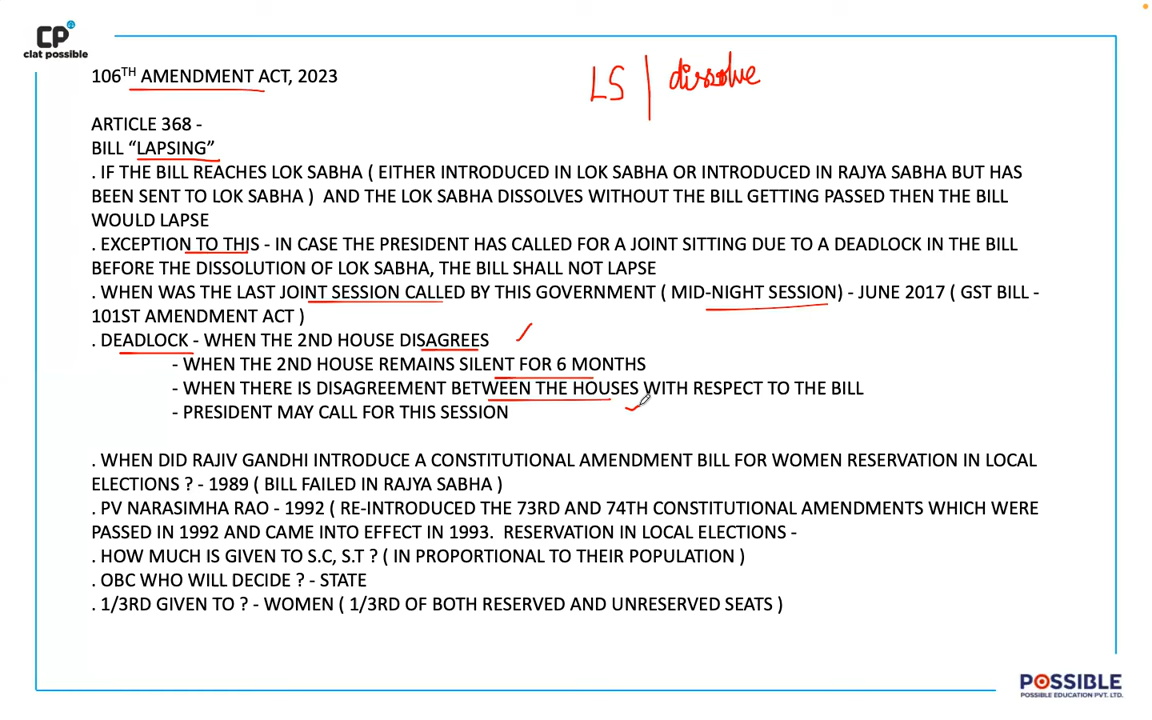 CP
clat possible
106TH AMENDMENT ACT, 2023
LS | dissolve
ARTICLE 368 -
BILL “LAPSING”
. IF THE BILL REACHES LOK SABHA ( EITHER INTRODUCED IN LOK SABHA OR INTRODUCED IN RAJYA SABHA BUT HAS
BEEN SENT TO LOK SABHA ) AND THE LOK SABHA DISSOLVES WITHOUT THE BILL GETTING PASSED THEN THE BILL
WOULD LAPSE
. EXCEPTION TO THIS - IN CASE THE PRESIDENT HAS CALLED FOR A JOINT SITTING DUE TO A DEADLOCK IN THE BILL
BEFORE THE DISSOLUTION OF LOK SABHA, THE BILL SHALL NOT LAPSE
. WHEN WAS THE LAST JOINT SESSION CALLED BY THIS GOVERNMENT ( MID-NIGHT SESSION) - JUNE 2017 ( GST BILL -
101ST AMENDMENT ACT )
. DEADLOCK - WHEN THE 2ND HOUSE DISAGREES
- WHEN THE 2ND HOUSE REMAINS SILENT FOR 6 MONTHS
- WHEN THERE IS DISAGREEMENT BETWEEN THE HOUSES WITH RESPECT TO THE BILL
- PRESIDENT MAY CALL FOR THIS SESSION
. WHEN DID RAJIV GANDHI INTRODUCE A CONSTITUTIONAL AMENDMENT BILL FOR WOMEN RESERVATION IN LOCAL
ELECTIONS ? - 1989 ( BILL FAILED IN RAJYA SABHA )
. PV NARASIMHA RAO - 1992 ( RE-INTRODUCED THE 73RD AND 74TH CONSTITUTIONAL AMENDMENTS WHICH WERE
PASSED IN 1992 AND CAME INTO EFFECT IN 1993. RESERVATION IN LOCAL ELECTIONS -
. HOW MUCH IS GIVEN TO S.C, S.T ? ( IN PROPORTIONAL TO THEIR POPULATION )
. OBC WHO WILL DECIDE ? - STATE
. 1/3RD GIVEN TO ? - WOMEN ( 1/3RD OF BOTH RESERVED AND UNRESERVED SEATS )
POSSIBLE
POSSIBLE EDUCATION PVT. LTD.